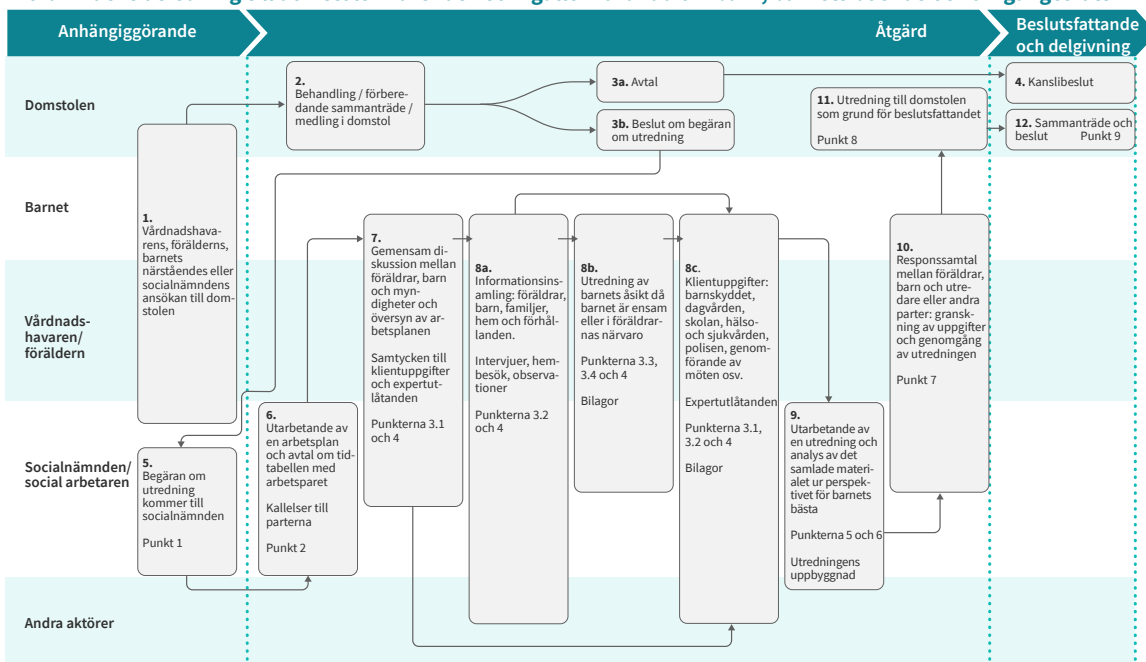 Anhängiggörande
Åtgärd
Beslutsfattande
och delgivning
Domstolen
2.
Behandling / förbere-
dande sammanträde /
medling i domstol
3a. Avtal
3b. Beslut om begäran
om utredning
11. Utredning till domstolen
som grund för beslutsfattandet
Punkt 8
4. Kanslibeslut
12. Sammanträde och
beslut Punkt 9
Barnet
1.
Vårdnadshava-
rens, förälderns,
barnets
närståendes eller
socialnämndens
ansökan till dom-
stolen
7.
Gemensam di-
skussion mellan
föräldrar, barn
och myn-
digheter och
översyn av ar-
betsplanen
Samtycken till
klientuppgifter
och expertut-
låtanden
Punkterna 3.1
och 4
8a.
Informationsins-
samling: föräldrar,
barn, familjer,
hem och förhål-
landen.
Intervjuer, hem-
besök, observa-
tioner
Punkterna 3.2
och 4
8b.
Utredning av
barnets åsikt då
barnet är ensam
eller i föräldrar-
nas närvaro
Punkterna 3.3,
3.4 och 4
Bilagor
8c.
Klientuppgifter:
barnskyddet,
dagvården,
skolan, hälso-
och sjukvården,
polisen, genom-
förande av
möten osv.
Expertutlåtanden
Punkterna 3.1,
3.2 och 4
Bilagor
10.
Responssamtal
mellan föräldrar,
barn och utre-
dare eller andra
parter: gransk-
ning av uppgifter
och genomgång
av utredningen
Punkt 7
Vårdnads-
havaren/
föräldern
Socialnämnden/
social arbetaren
5.
Begäran om
utredning
kommer till
socialnämnden
Punkt 1
6.
Utarbetande av
en arbetsplan
och avtal om tid-
tabellen med
arbetsparet
Kallelser till
parterna
Punkt 2
9.
Utarbetande av
en utredning och
analys av det
samlade materi-
alet ur perspek-
tivet för barnets
bästa
Punkterna 5 och 6
Utredningens
uppbyggnad
Andra aktörer